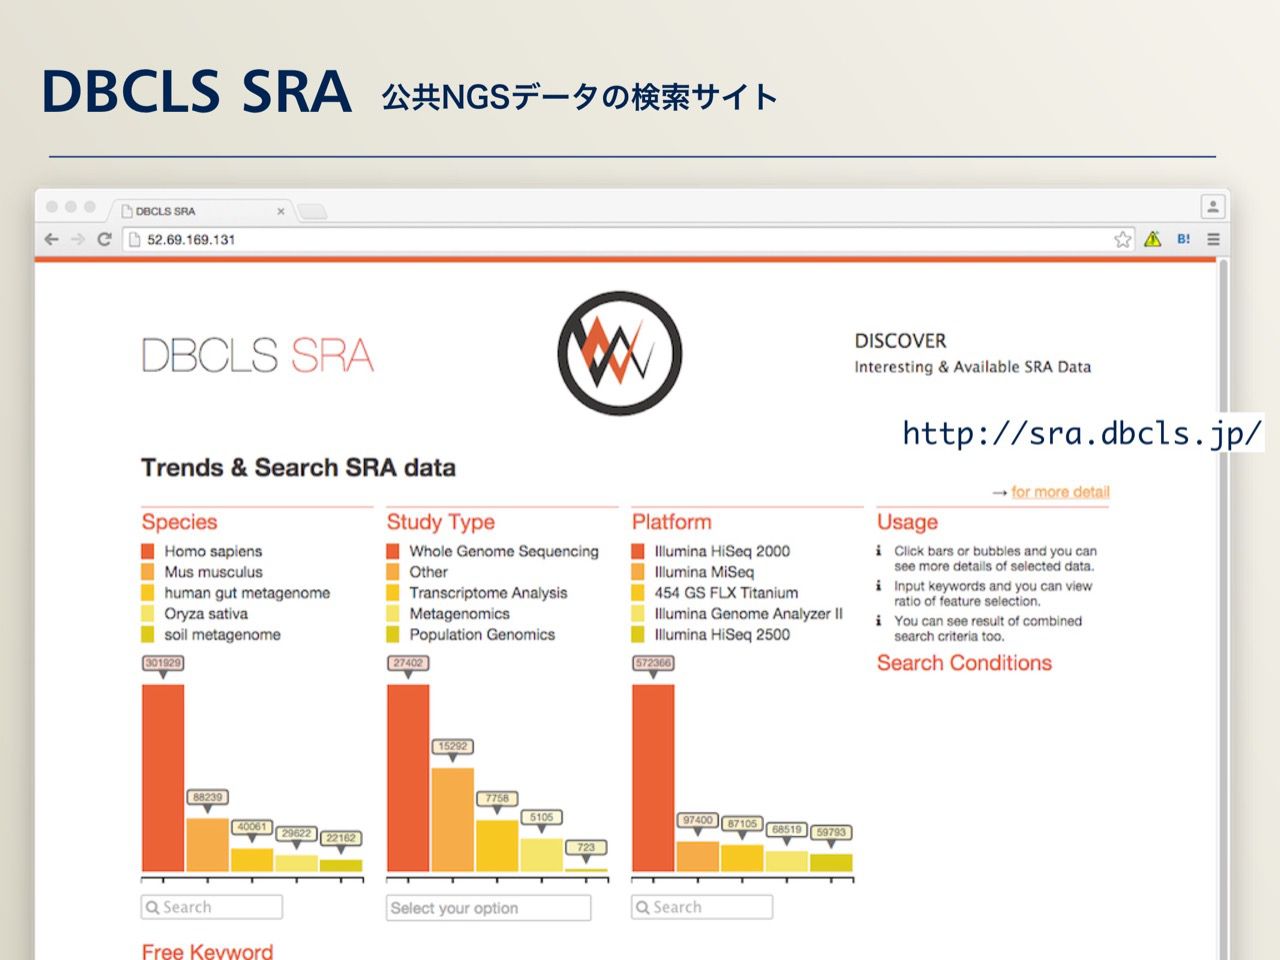 DBCLS SRA 公共NGSデータの検索サイト
DBCLS SRA
52.69.169.131
B!
DBCLS SRA
DISCOVER
Interesting & Available SRA Data
http://sra.dbcls.jp/
Trends & Search SRA data
→ for more detail
Species
Homo sapiens
Mus musculus
human gut metagenome
Oryza sativa
soil metagenome
301929
88239
40061
29622
22162
Search
Study Type
Whole Genome Sequencing
Other
Transcriptome Analysis
Metagenomics
Population Genomics
27402
15292
7758
5105
723
Select your option
Platform
Illumina HiSeq 2000
Illumina MiSeq
454 GS FLX Titanium
Illumina Genome Analyzer II
Illumina HiSeq 2500
572366
97400
87105
68519
59793
Search
Usage
Click bars or bubbles and you can
see more details of selected data.
Input keywords and you can view
ratio of feature selection.
You can see result of combined
search criteria too.
Search Conditions
Free Keyword